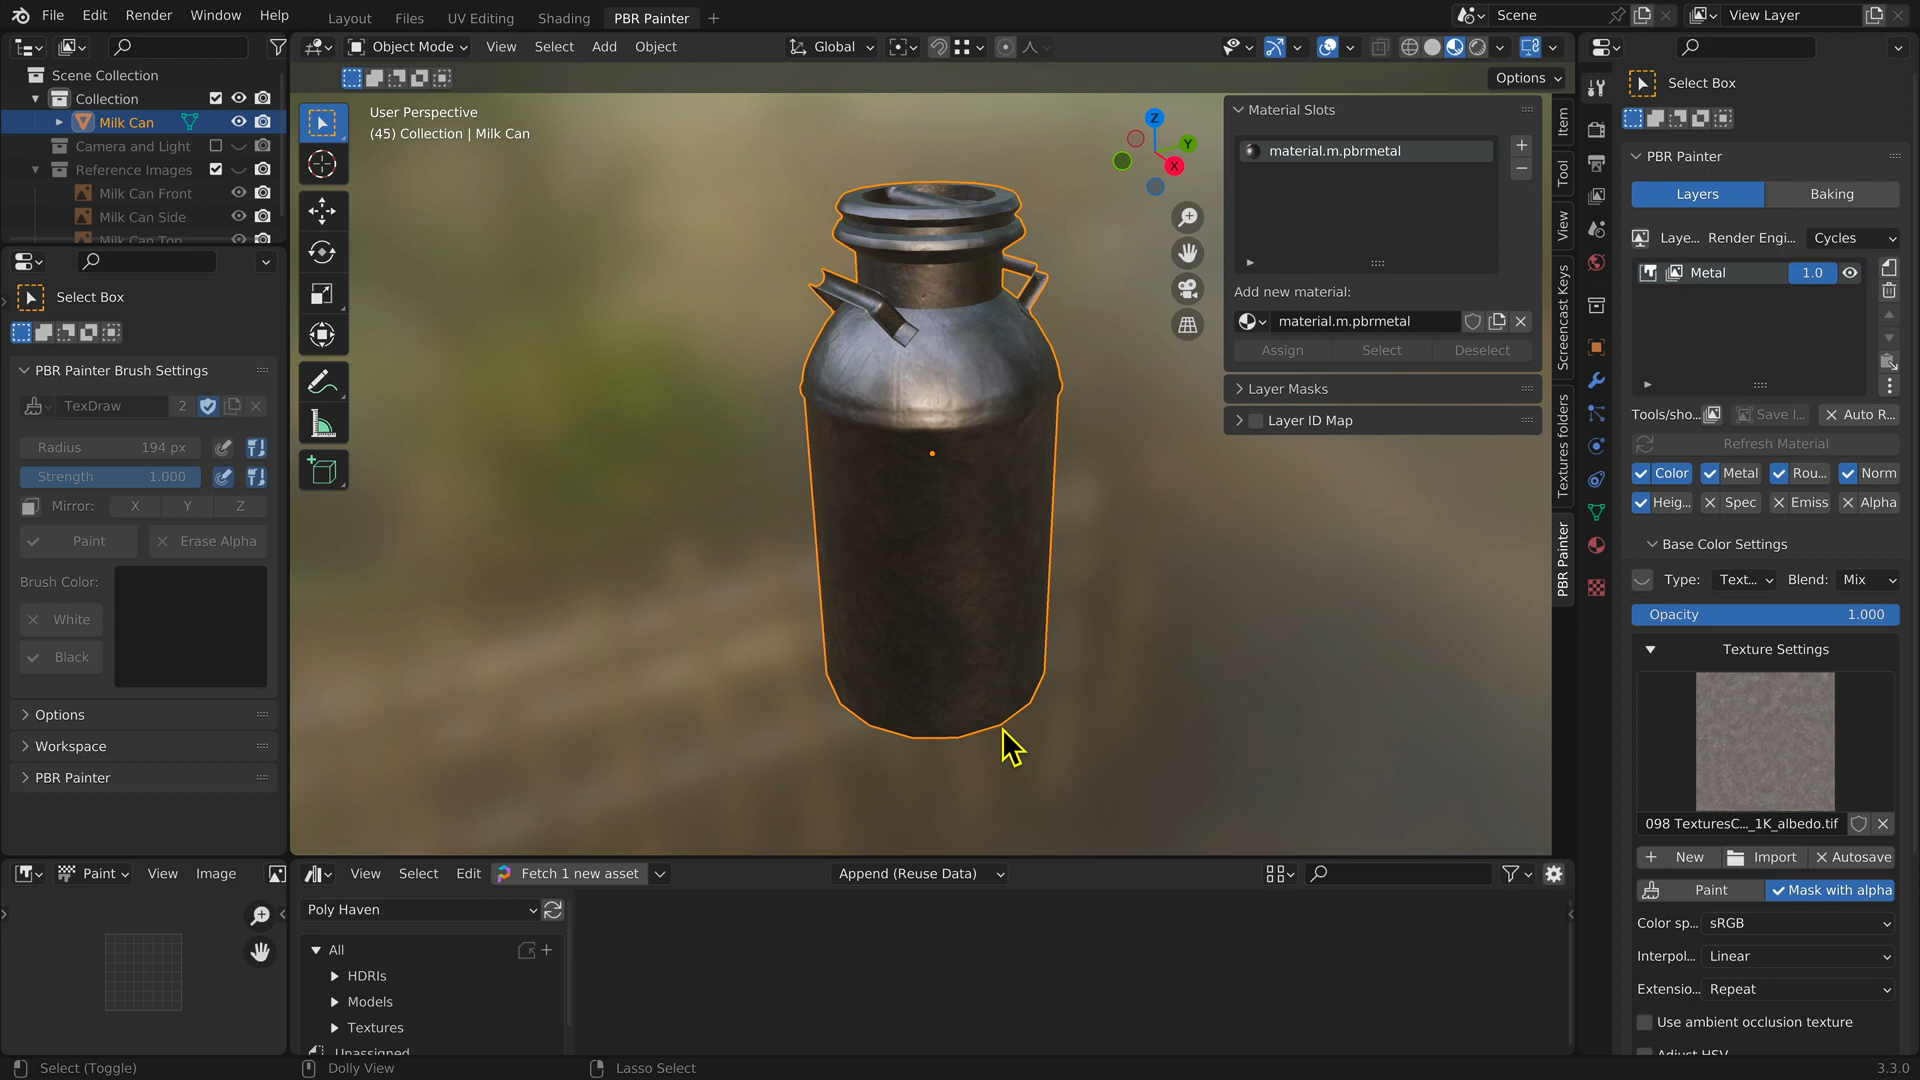 File Edit Render Window Help Layout Files UV Editing Shading PBR Painter Scene View Layer
Object Mode View Select Add Object Global
Options
Scene Collection
Collection
Milk Can
Camera and Light
Reference Images
Milk Can Front
Milk Can Side
Milk Can Top
Select Box
PBR Painter Brush Settings
TexDraw 2
Radius 194 px
Strength 1.000
Mirror: X Y Z
Paint Erase Alpha
Brush Color:
White
Black
Options
Workspace
PBR Painter
Paint View Image
User Perspective
(45) Collection | Milk Can
Z
Y
X
Material Slots
material.m.pbrmetal
Add new material:
material.m.pbrmetal
Assign Select Deselect
Layer Masks
Layer ID Map
Item
Tool
View
Screencast Keys
Textures folders
PBR Painter
View Select Edit Fetch 1 new asset Append (Reuse Data)
Poly Haven
All
HDRIs
Models
Textures
Unassigned
Select Box
PBR Painter
Layers Baking
Laye... Render Engi... Cycles
Metal 1.0
Tools/sho... Save I... Auto R...
Refresh Material
Color Metal Rou... Norm
Heig... Spec Emiss Alpha
Base Color Settings
Type: Text... Blend: Mix
Opacity 1.000
Texture Settings
098 TexturesC..._1K_albedo.tif
New Import Autosave
Paint Mask with alpha
Color sp... sRGB
Interpol... Linear
Extensio... Repeat
Use ambient occlusion texture
Adjust HSV
Select (Toggle) Dolly View Lasso Select 3.3.0